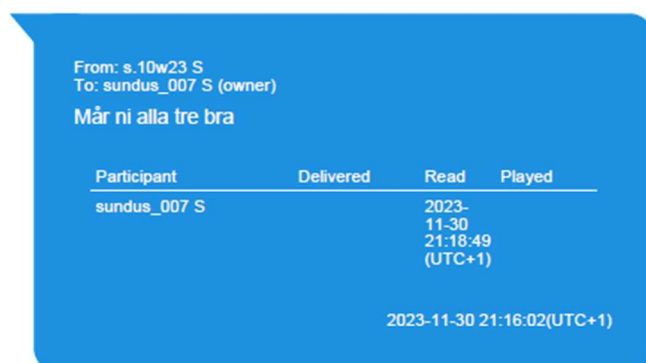 From: s.10w23 S
To: sundus_007 S (owner)
Mår ni alla tre bra
Participant Delivered Read Played
sundus_007 S 2023-
11-30
21:18:49
(UTC+1)
2023-11-30 21:16:02(UTC+1)